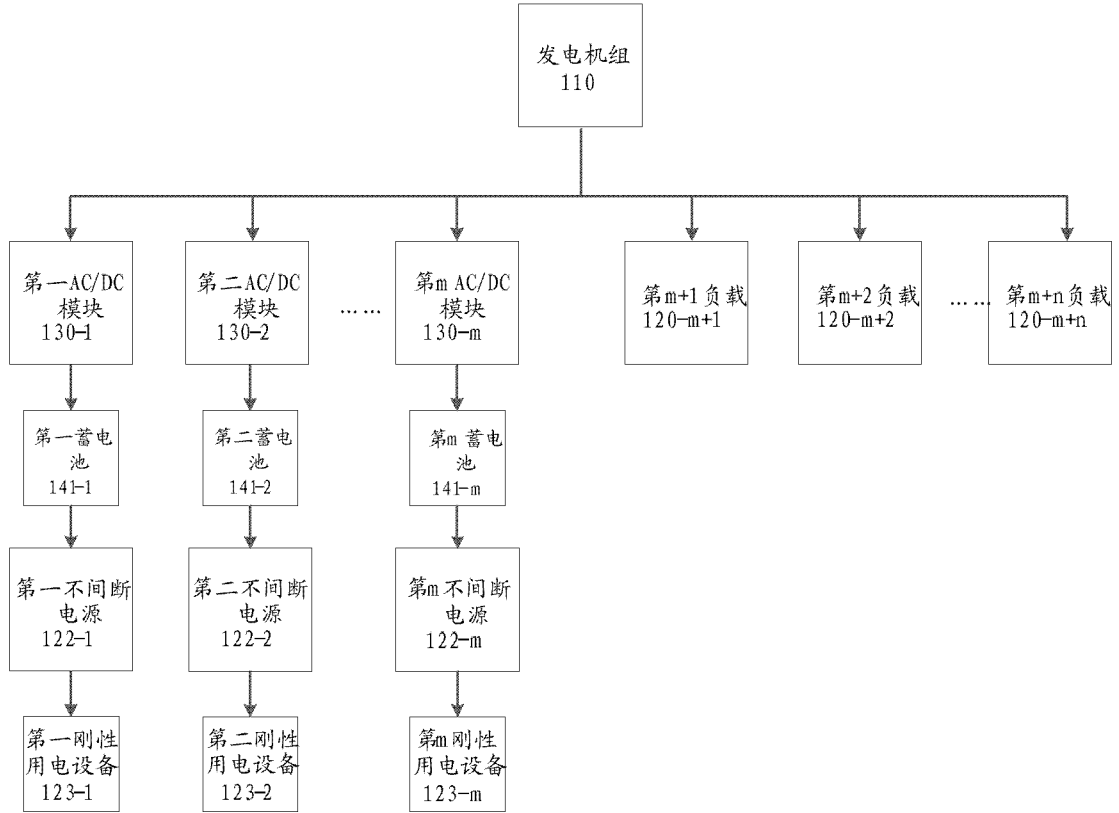 发电机组
110
第一AC/DC
模块
130-1
第二AC/DC
模块
130-2
……
第m AC/DC
模块
130-m
第m+1负载
120-m+1
第m+2负载
120-m+2
……
第m+n负载
120-m+n
第一蓄电
池
141-1
第二蓄电
池
141-2
第m 蓄电
池
141-m
第一不间断
电源
122-1
第二不间断
电源
122-2
第m不间断
电源
122-m
第一刚性
用电设备
123-1
第二刚性
用电设备
123-2
第m刚性
用电设备
123-m